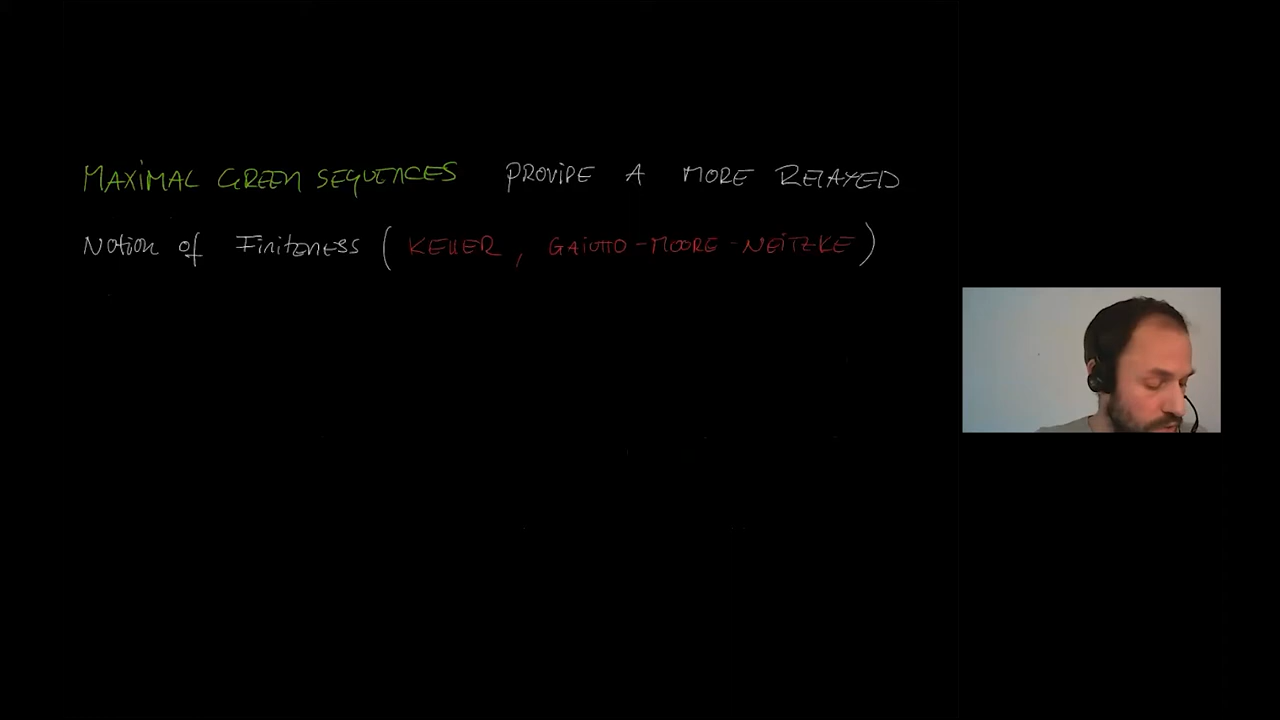 MAXIMAL GREEN SEQUENCES PROVIDE A MORE RELAXED
Notion of Finiteness (KELLER, GAIOTTO-MOORE-NEITZKE)